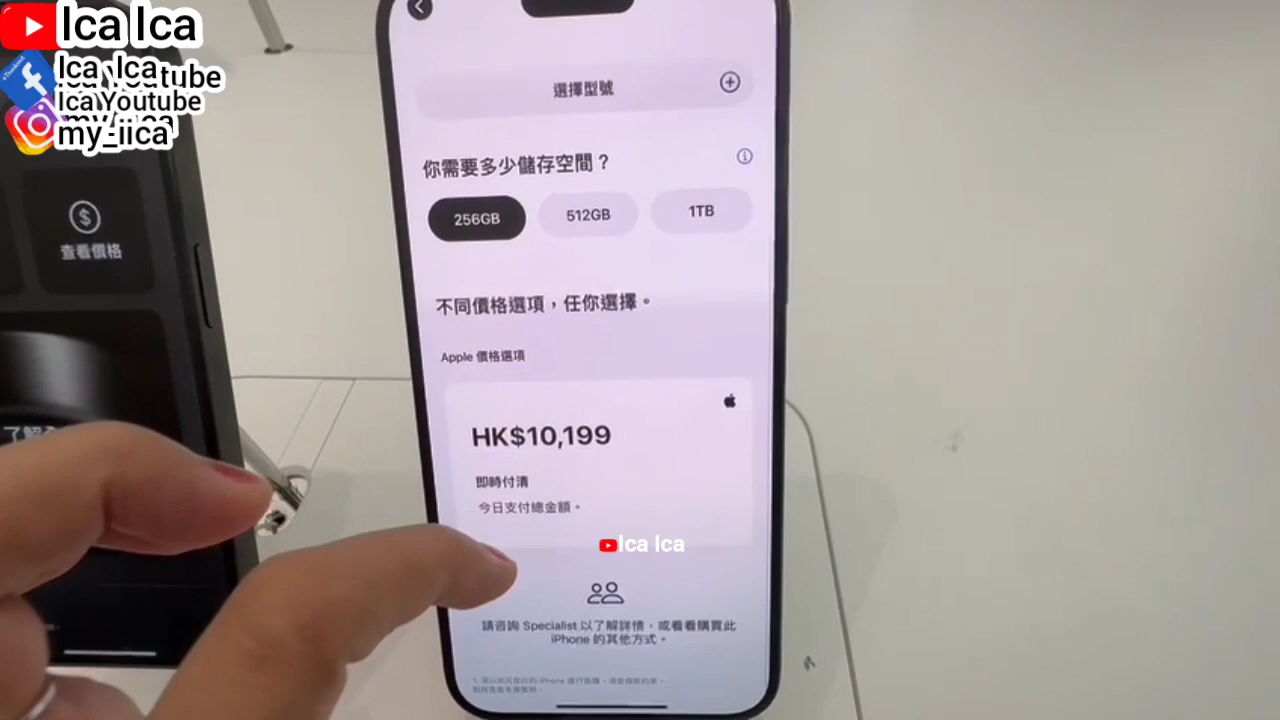 Ica Ica
Ica Ica
Ica Youtube
my_iica
選擇型號
你需要多少儲存空間？
256GB
512GB
1TB
查看價格
不同價格選項，任你選擇。
Apple 價格選項
HK$10,199
即時付清
今日支付總金額。
Ica Ica
請咨詢 Specialist 以了解詳情，或看看購買此
iPhone 的其他方式。
了解